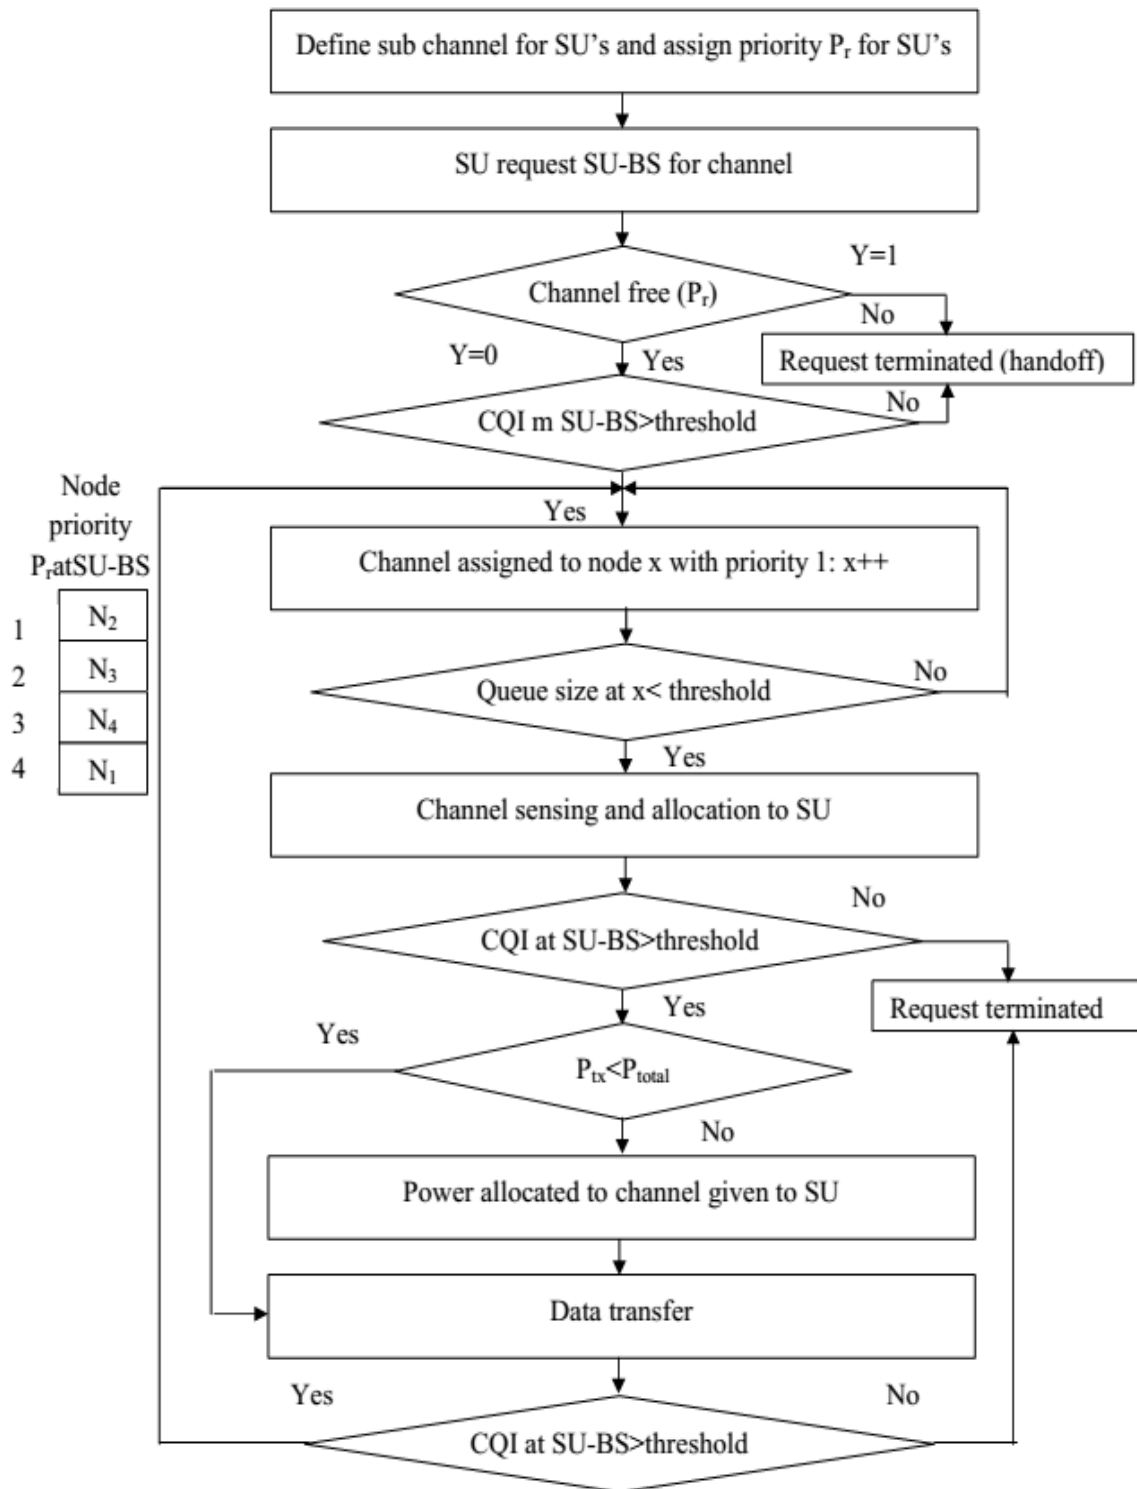 Define sub channel for SU’s and assign priority Pr for SU’s
SU request SU-BS for channel
Y=1
Channel free (Pr)
No
Request terminated (handoff)
Y=0
Yes
No
CQI m SU-BS>threshold
Node
priority
PratSU-BS
1 N2
2 N3
3 N4
4 N1
Yes
Channel assigned to node x with priority 1: x++
Queue size at x< threshold
No
Yes
Channel sensing and allocation to SU
No
CQI at SU-BS>threshold
Request terminated
Yes
Yes
Ptx<Ptotal
No
Power allocated to channel given to SU
Data transfer
Yes
No
CQI at SU-BS>threshold